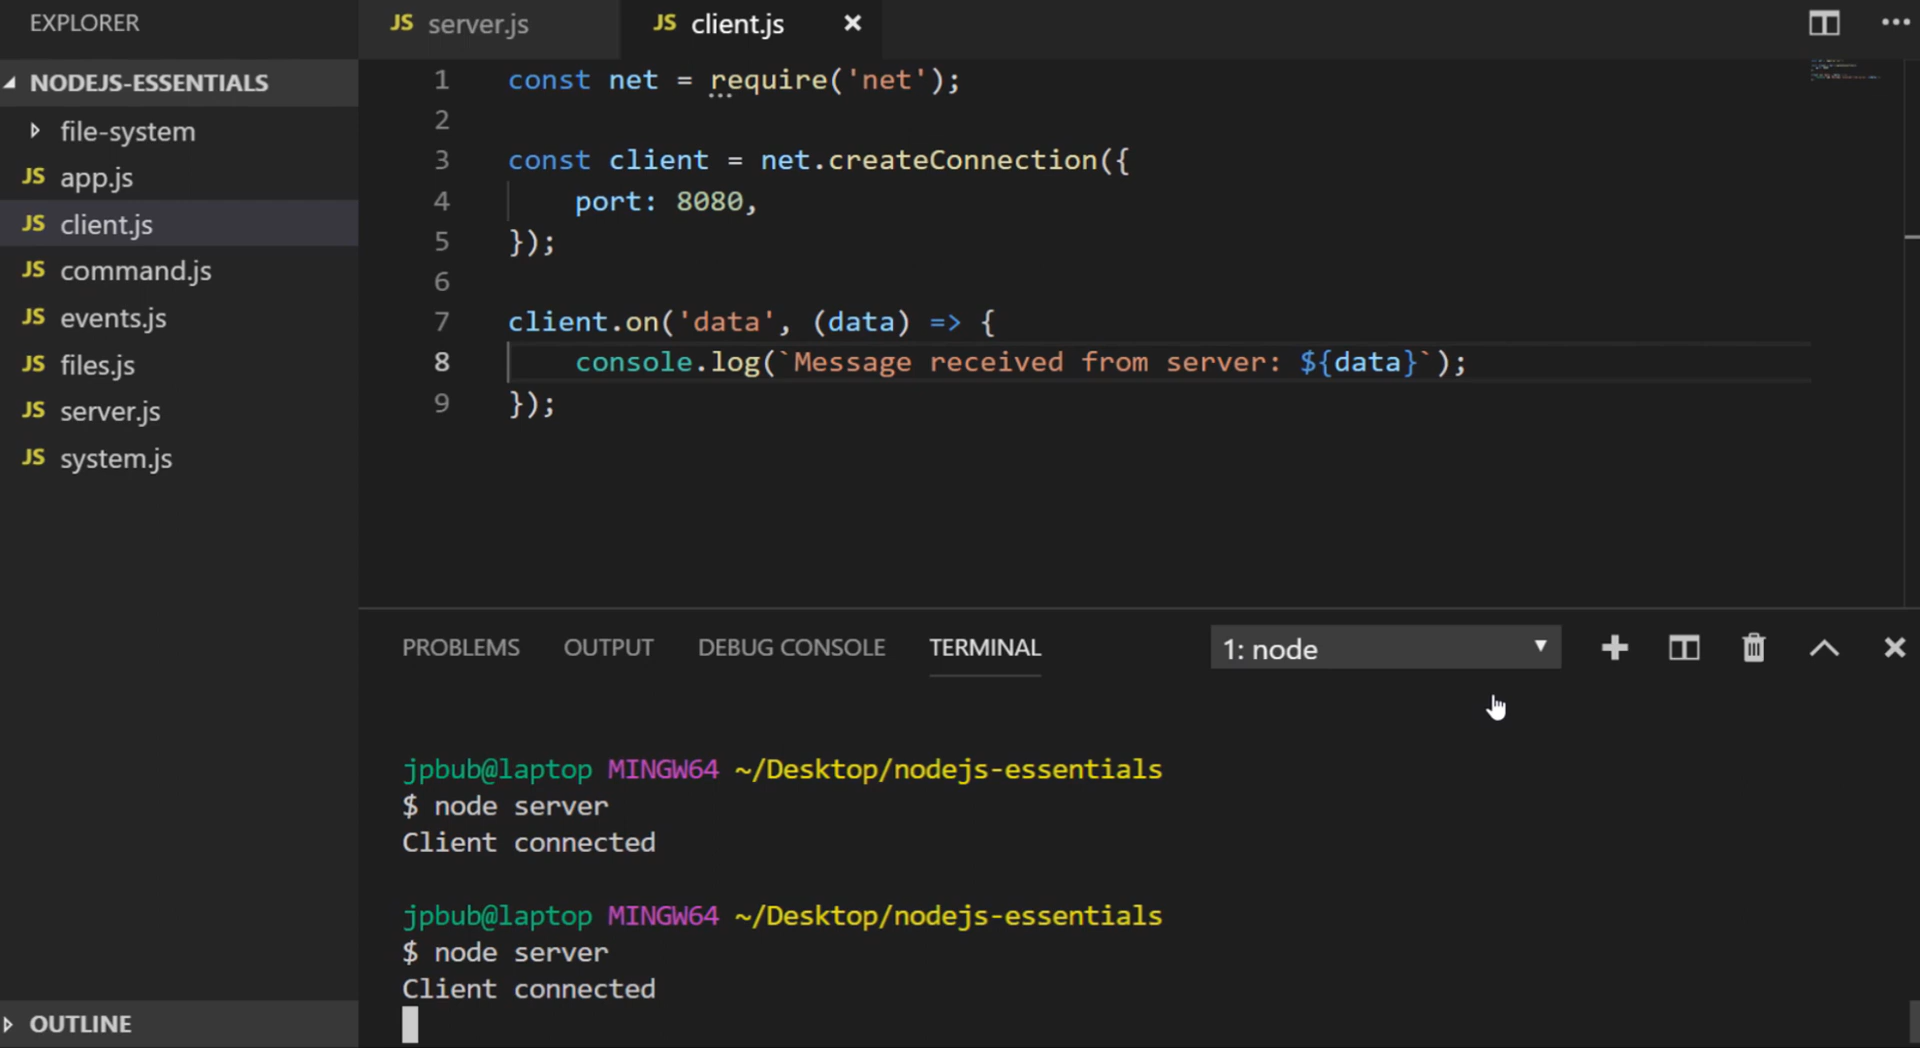 EXPLORER
NODEJS-ESSENTIALS
file-system
JS app.js
JS client.js
JS command.js
JS events.js
JS files.js
JS server.js
JS system.js
OUTLINE
JS server.js
JS client.js
1 const net = require('net');
2
3 const client = net.createConnection({
4 port: 8080,
5 });
6
7 client.on('data', (data) => {
8 console.log(`Message received from server: ${data}`);
9 });
PROBLEMS OUTPUT DEBUG CONSOLE TERMINAL 1: node
jpbub@laptop MINGW64 ~/Desktop/nodejs-essentials
$ node server
Client connected
jpbub@laptop MINGW64 ~/Desktop/nodejs-essentials
$ node server
Client connected